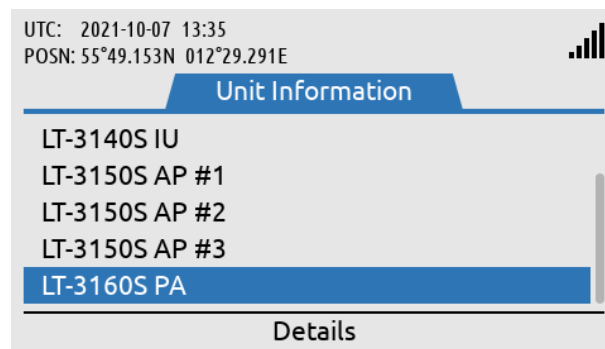 UTC: 2021-10-07 13:35
POSN: 55°49.153N 012°29.291E
Unit Information
LT-3140S IU
LT-3150S AP #1
LT-3150S AP #2
LT-3150S AP #3
LT-3160S PA
Details